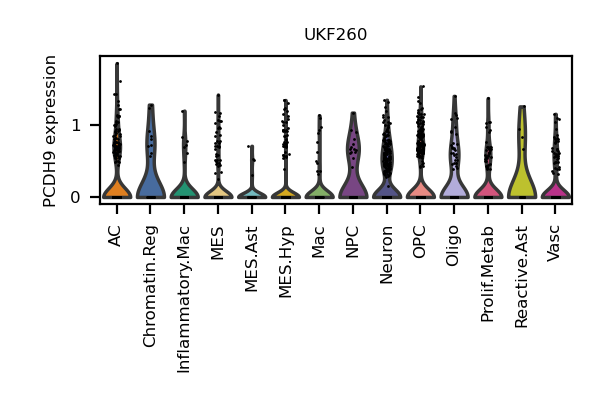 UKF260
PCDH9 expression
1
0
AC
Chromatin.Reg
Inflammatory.Mac
MES
MES.Ast
MES.Hyp
Mac
NPC
Neuron
OPC
Oligo
Prolif.Metab
Reactive.Ast
Vasc